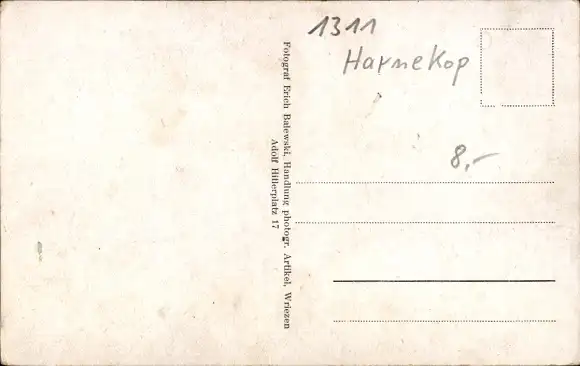 1311
Harnekop
8,-
Fotograf Erich Balewski, Handlung photogr. Artikel, Wriezen
Adolf Hitlerplatz 17